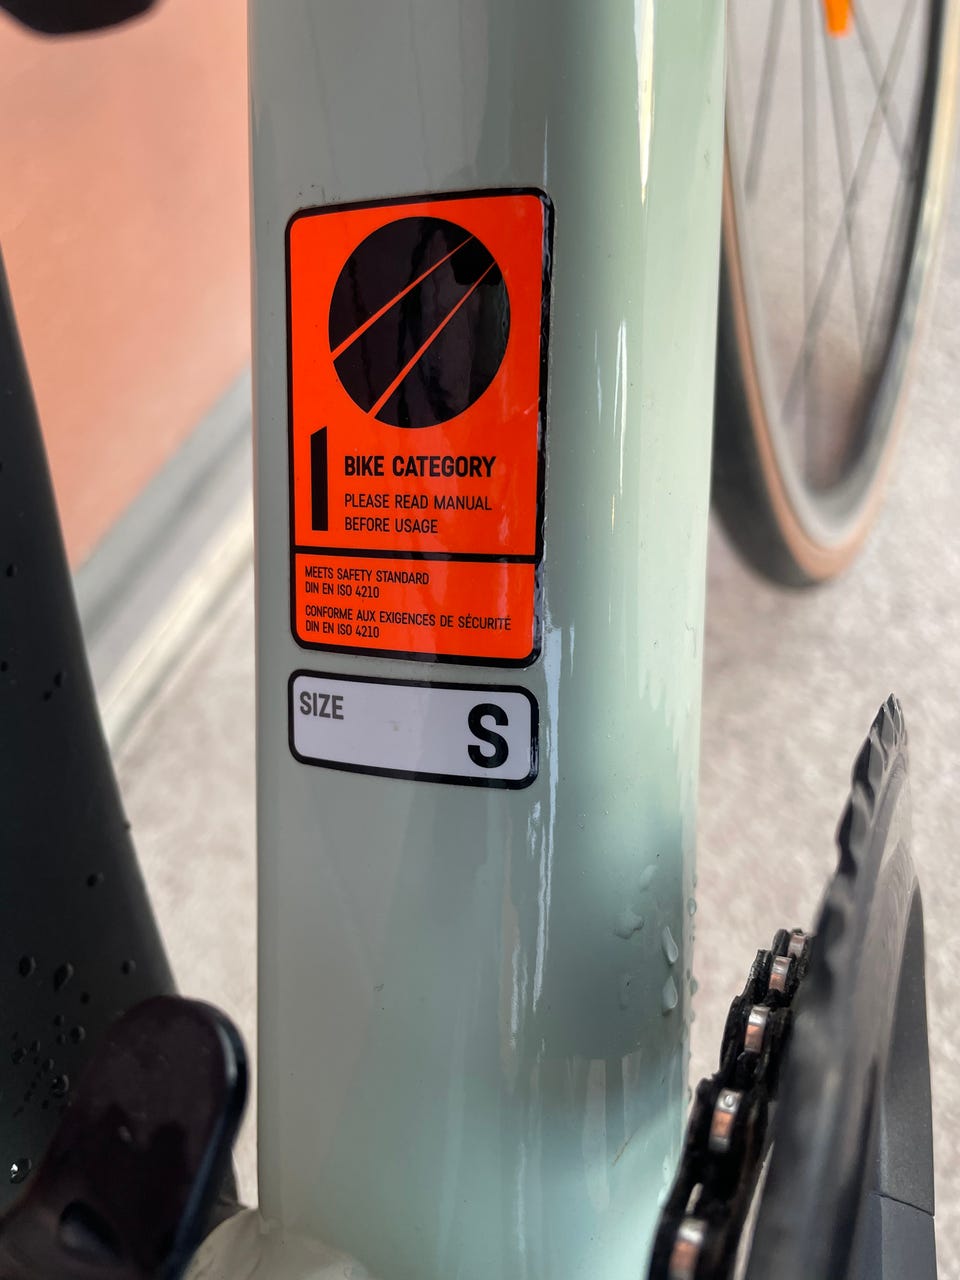 1
BIKE CATEGORY
PLEASE READ MANUAL
BEFORE USAGE
MEETS SAFETY STANDARD
DIN EN ISO 4210
CONFORME AUX EXIGENCES DE SÉCURITÉ
DIN EN ISO 4210
SIZE S